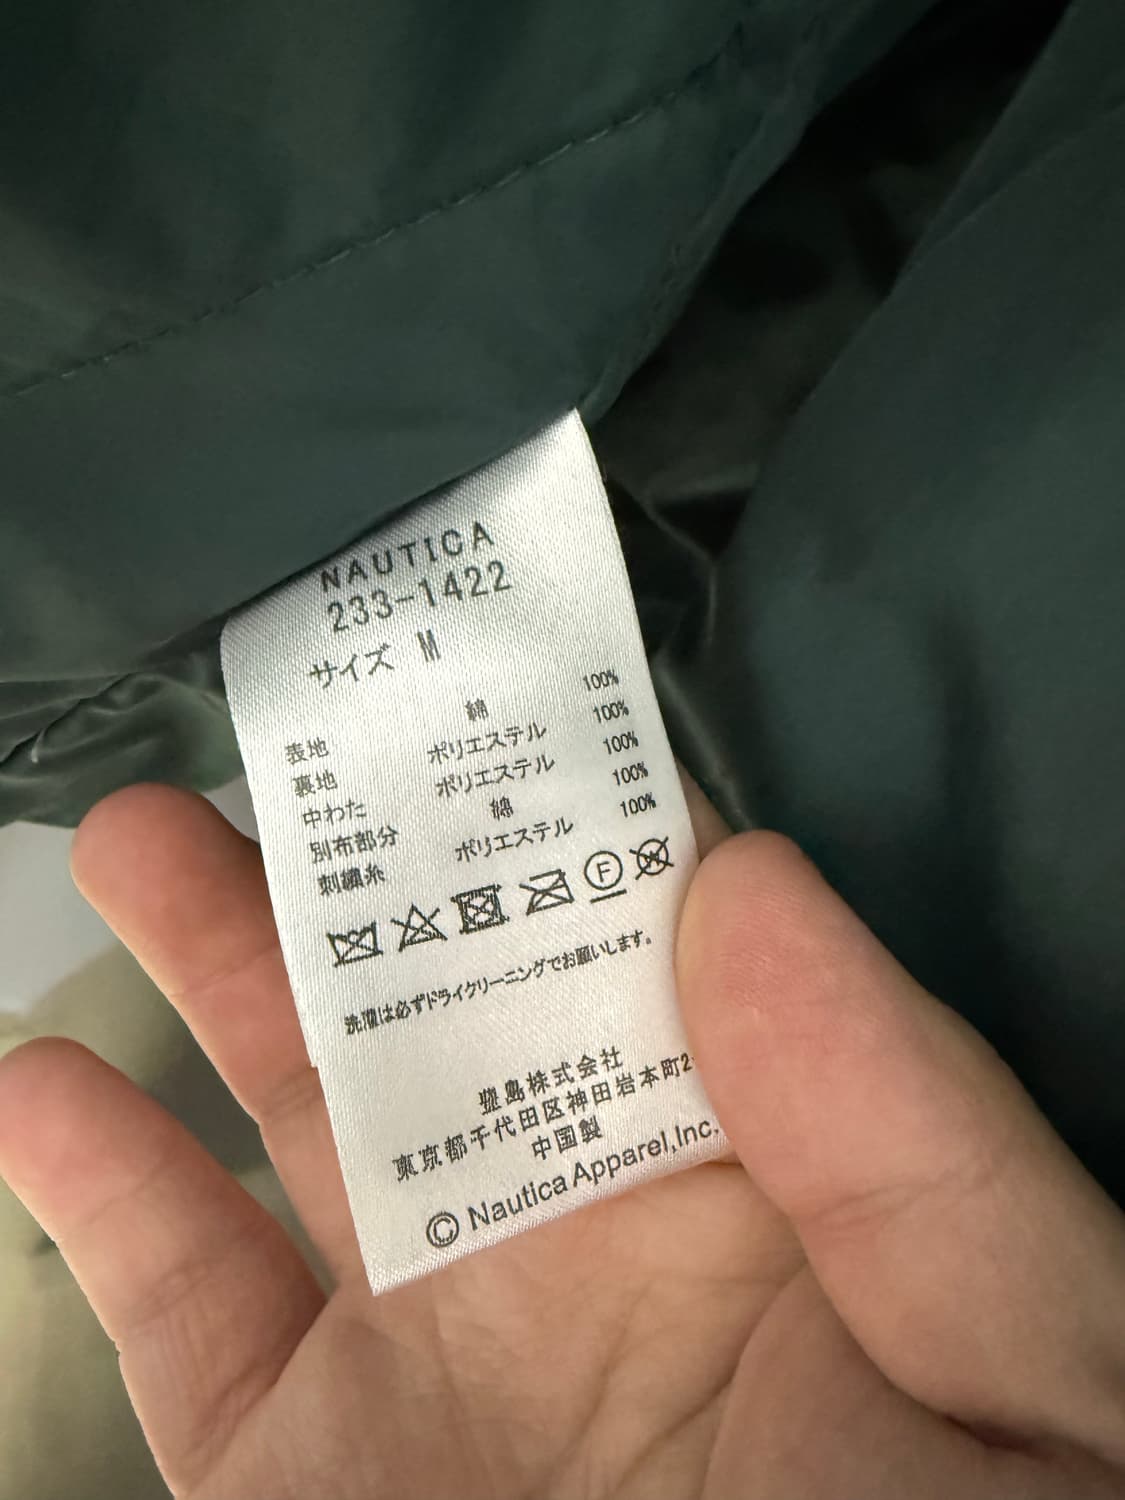 NAUTICA
233-1422
サイズ M
表地 綿 100%
裏地 ポリエステル 100%
中わた ポリエステル 100%
別布部分 綿 100%
刺繍糸 ポリエステル 100%
F W
洗濯は必ずドライクリーニングでお願いします。
豊島株式会社
東京都千代田区神田岩本町2
中国製
© Nautica Apparel,Inc.